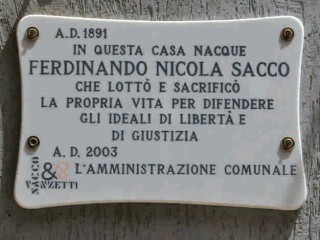 A.D.1891
IN QUESTA CASA NACQUE
FERDINANDO NICOLA SACCO
CHE LOTTÒ E SACRIFICÒ
LA PROPRIA VITA PER DIFENDERE
GLI IDEALI DI LIBERTÀ E
DI GIUSTIZIA
A. D. 2003
SACCO & VANZETTI
L'AMMINISTRAZIONE COMUNALE